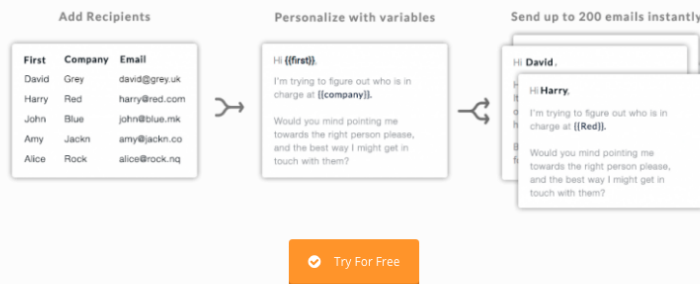 Add Recipients
Personalize with variables
Send up to 200 emails instantly
First Company Email
David Grey david@grey.uk
Harry Red harry@red.com
John Blue john@blue.mk
Amy Jackn amy@jackn.co
Alice Rock alice@rock.nq
Hi {{first}},
I'm trying to figure out who is in
charge at {{company}}.
Would you mind pointing me
towards the right person please,
and the best way I might get in
touch with them?
Hi David,
Hi Harry,
I'm trying to figure out who is in
charge at {{Red}}.
Would you mind pointing me
towards the right person please,
and the best way I might get in
touch with them?
Try For Free